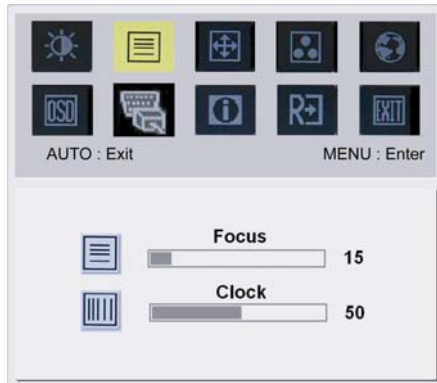 OSD i R EXIT
AUTO : Exit MENU : Enter
Focus
15
Clock
50